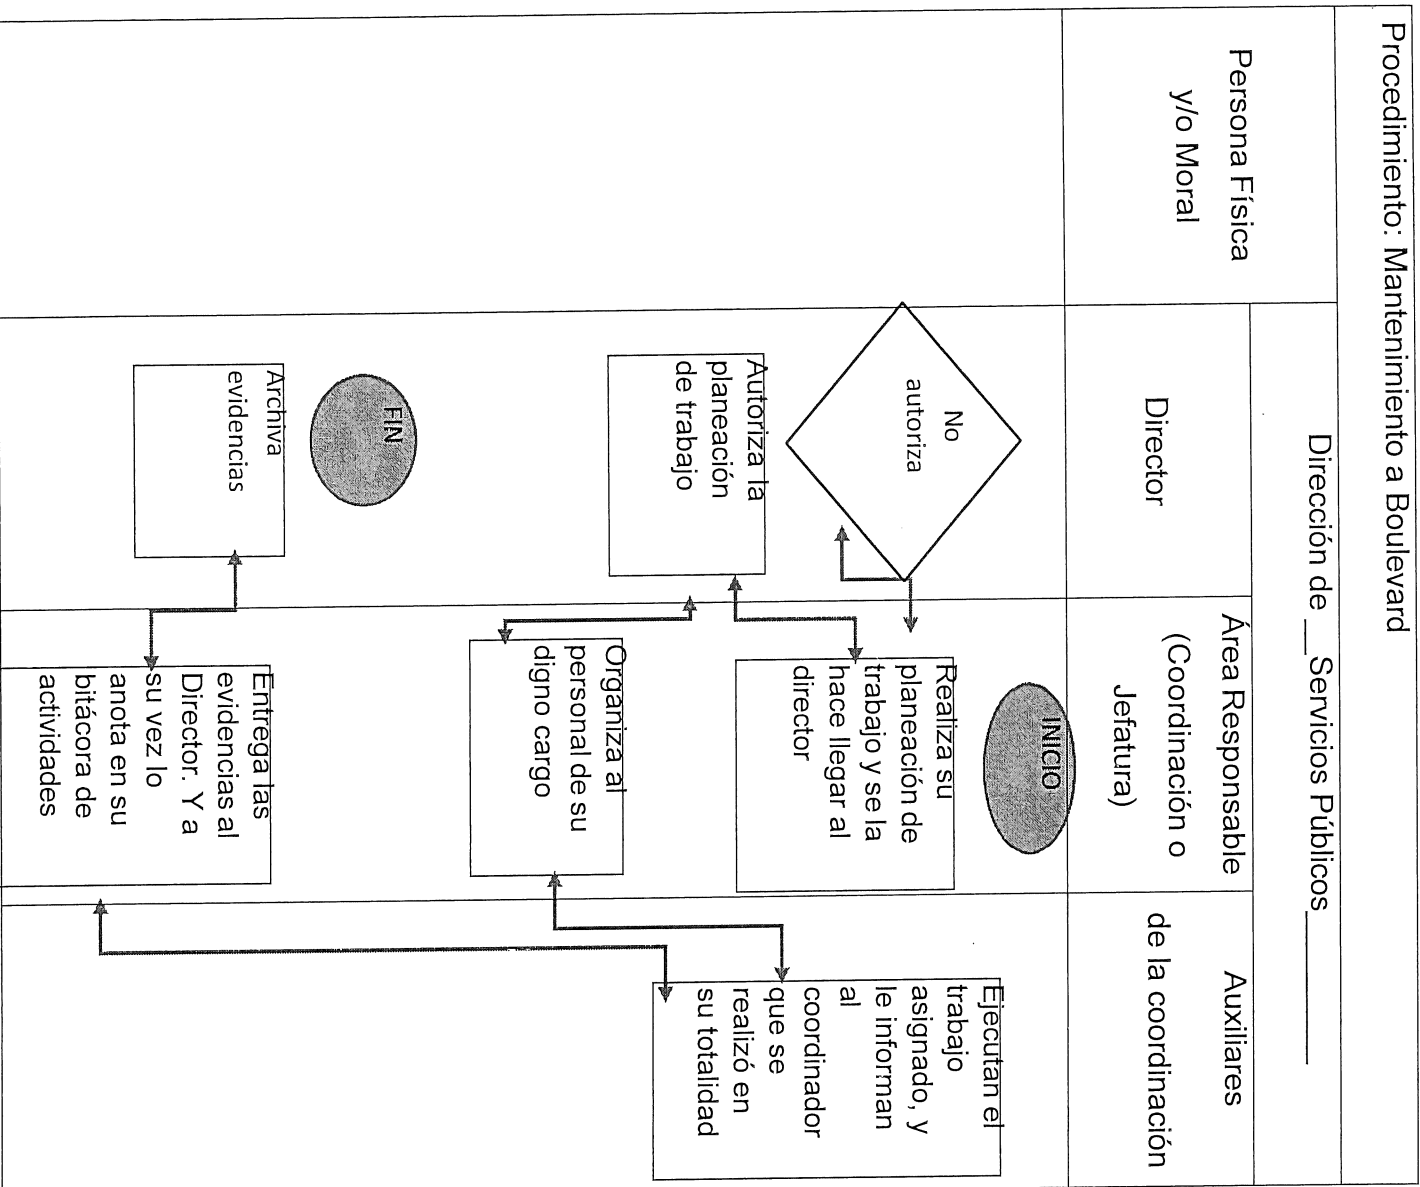 Procedimiento: Mantenimiento a Boulevard
Dirección de __Servicios Públicos__________
Persona Física
y/o Moral
Director
Área Responsable
(Coordinación o
Jefatura)
Auxiliares
de la coordinación
INICIO
No
autoriza
Realiza su
planeación de
trabajo y se la
hace llegar al
director
Ejecutan el
trabajo
asignado, y
le informan
al
coordinador
que se
realizó en
su totalidad
Autoriza la
planeación
de trabajo
Organiza al
personal de su
digno cargo
FIN
Archiva
evidencias
Entrega las
evidencias al
Director. Y a
su vez lo
anota en su
bitácora de
actividades